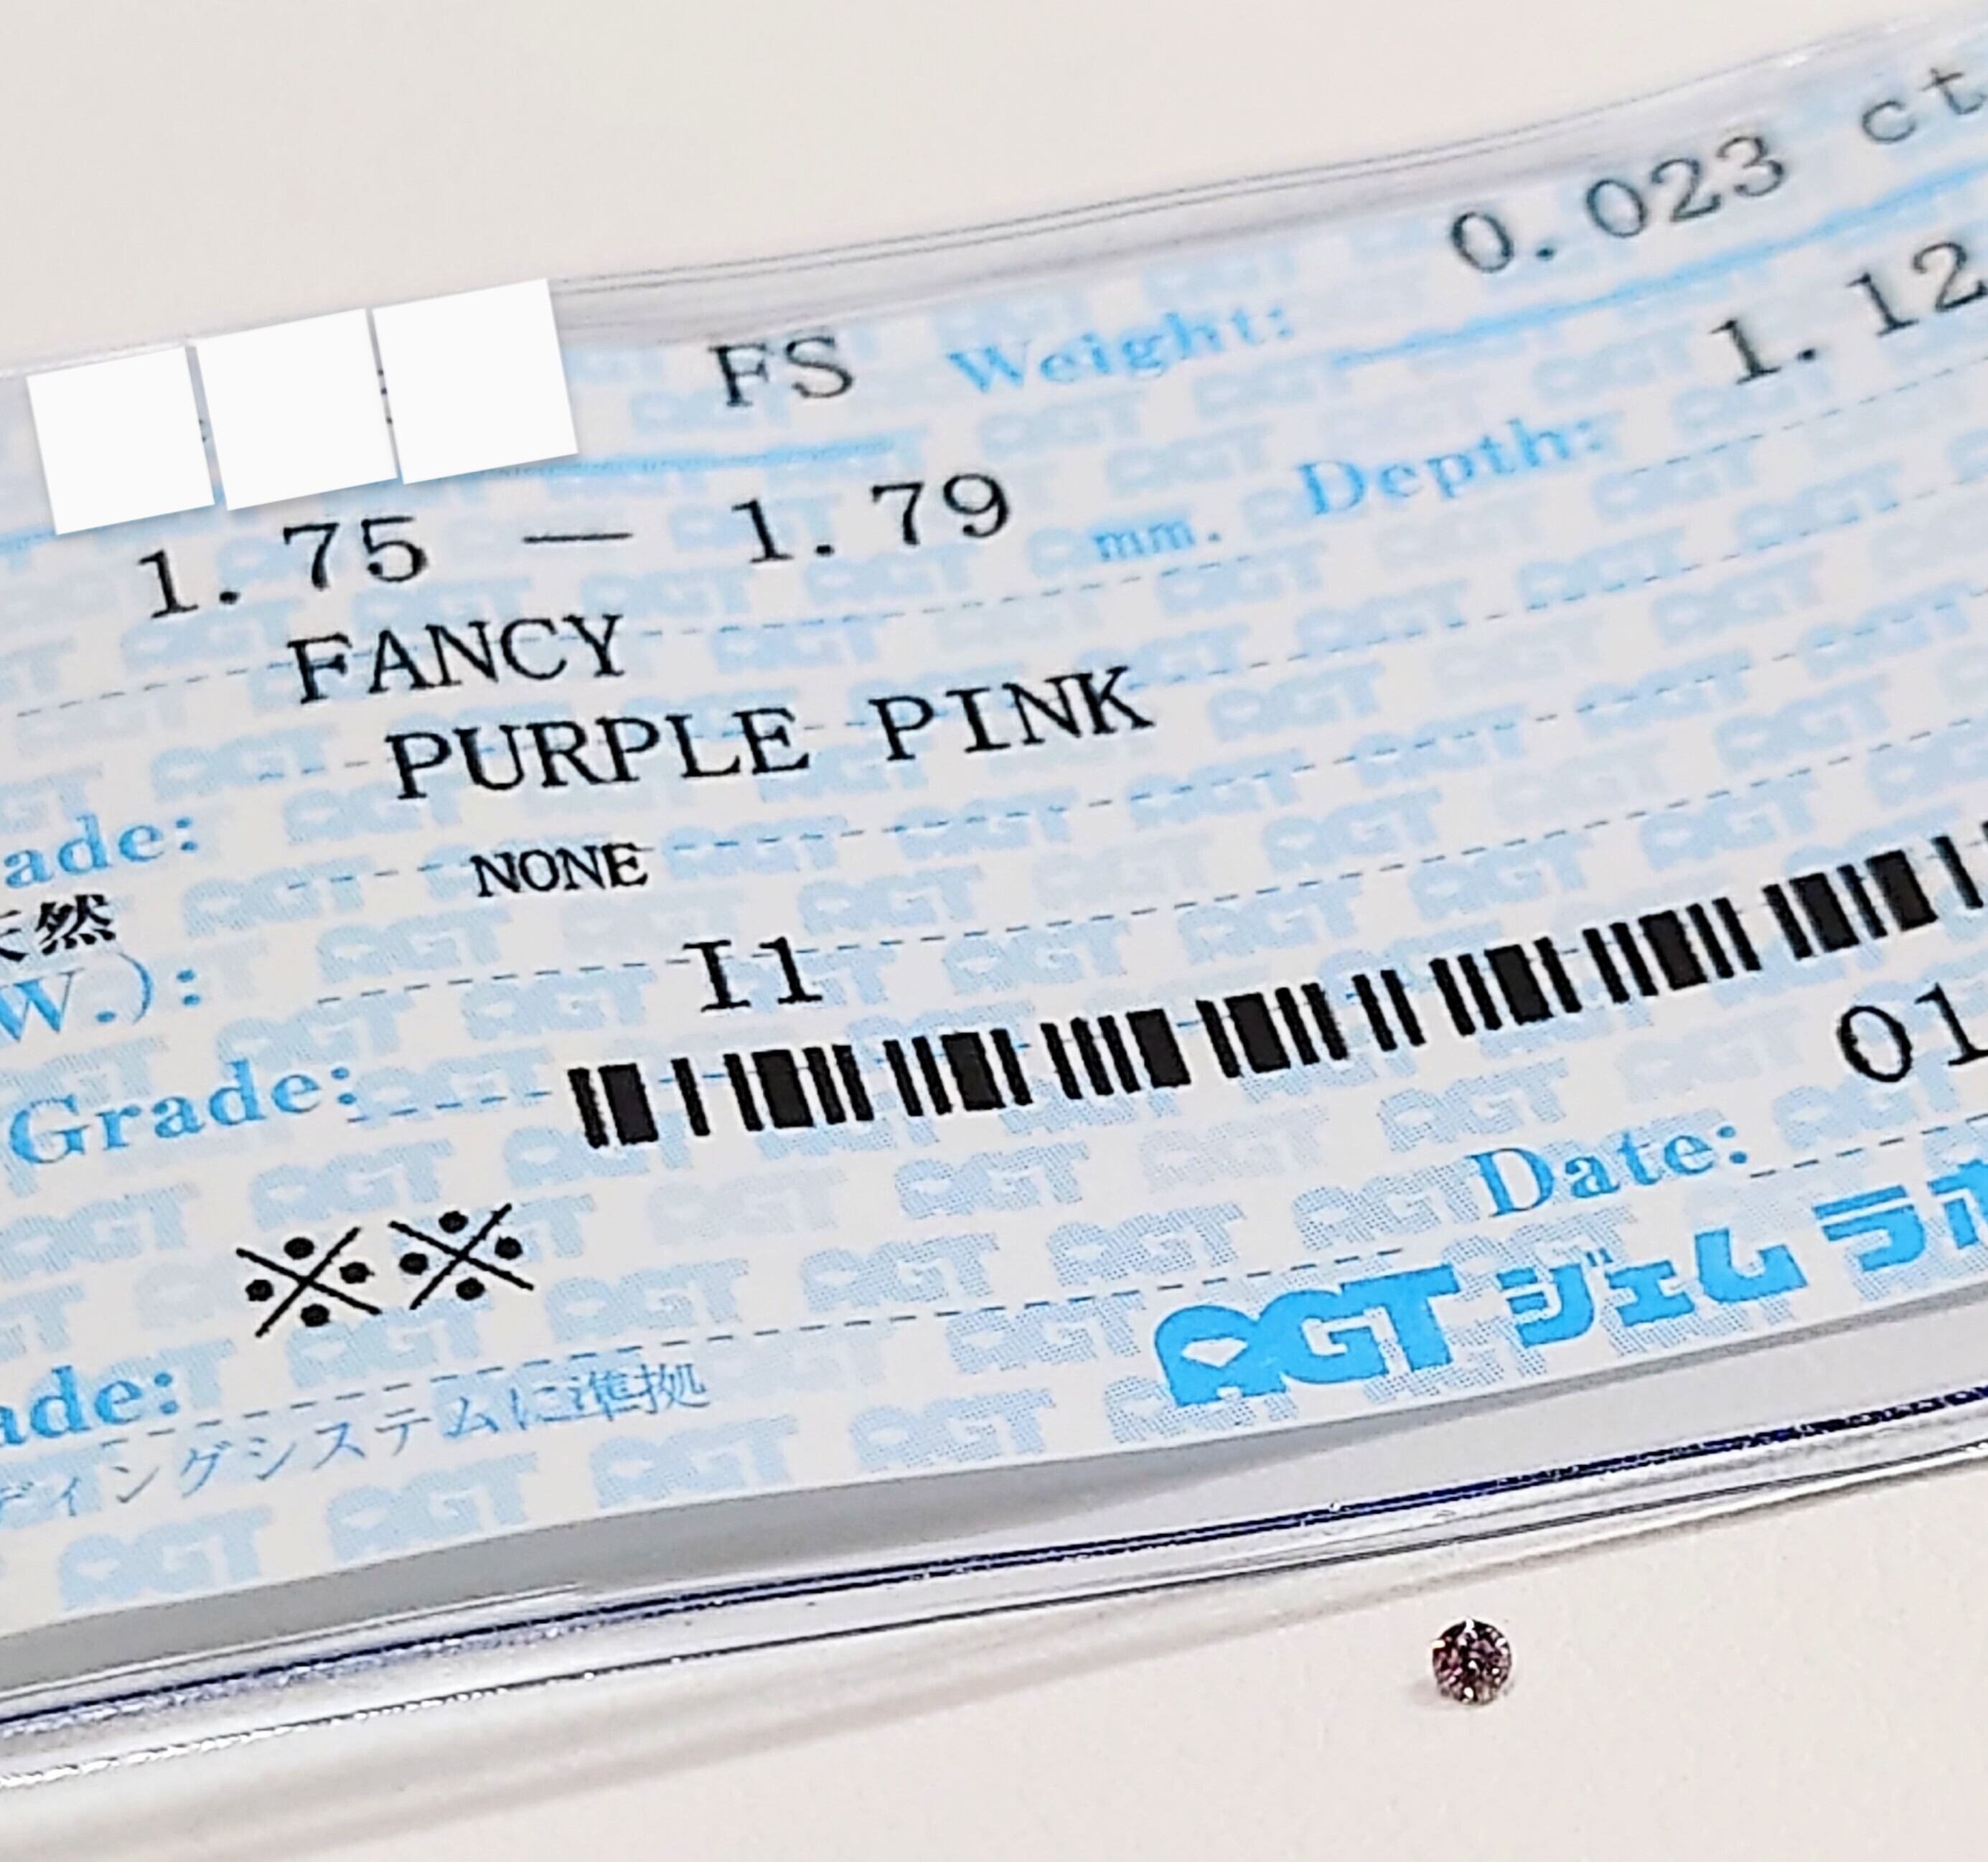 FS Weight: 0.023 ct
1.75 — 1.79 mm. Depth: 1.12
FANCY
PURPLE PINK
ade:
天然 NONE
W.):
I1
Grade:
01
※※ Date:
ade:
AGT ジェム ラボ
ディングシステムに準拠